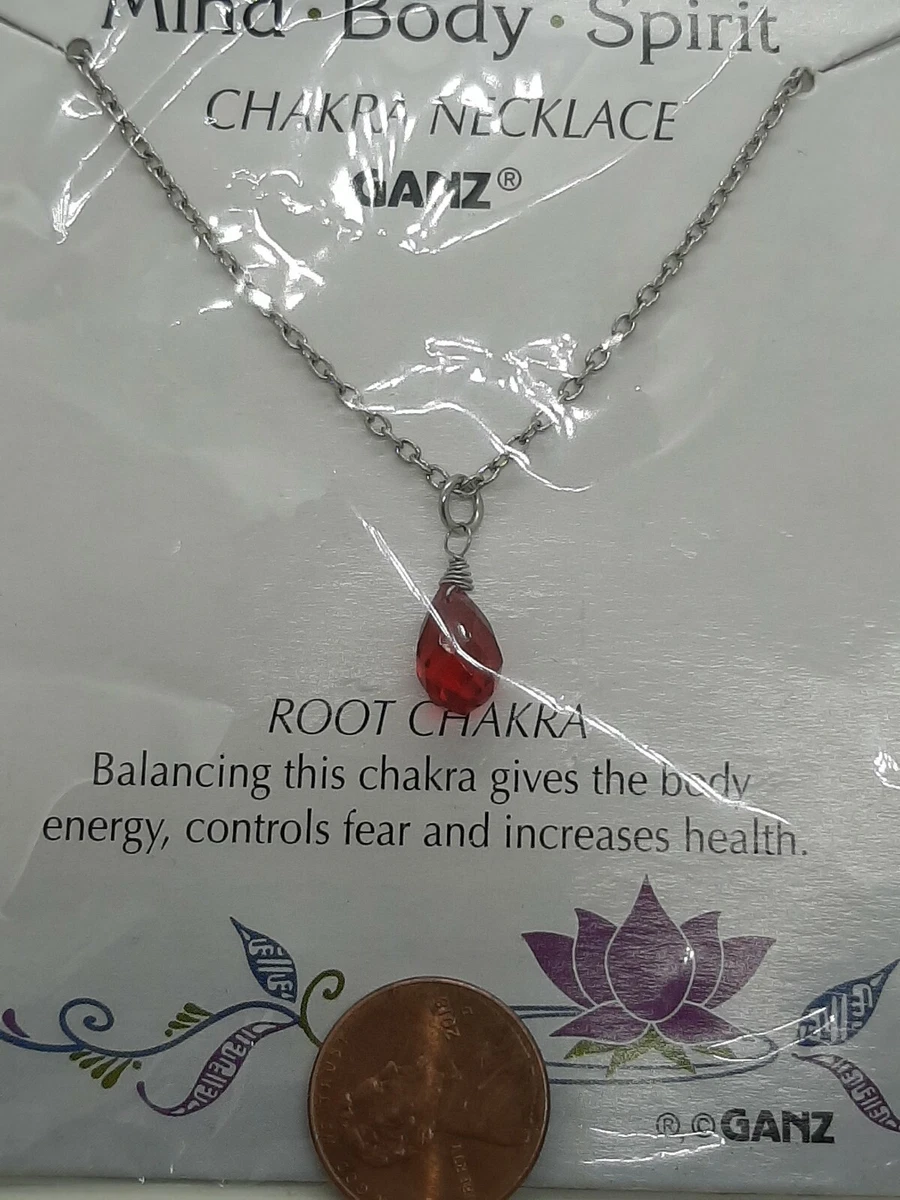 Mind • Body • Spirit
CHAKRA NECKLACE
GANZ®
ROOT CHAKRA
Balancing this chakra gives the body
energy, controls fear and increases health.
®, © GANZ